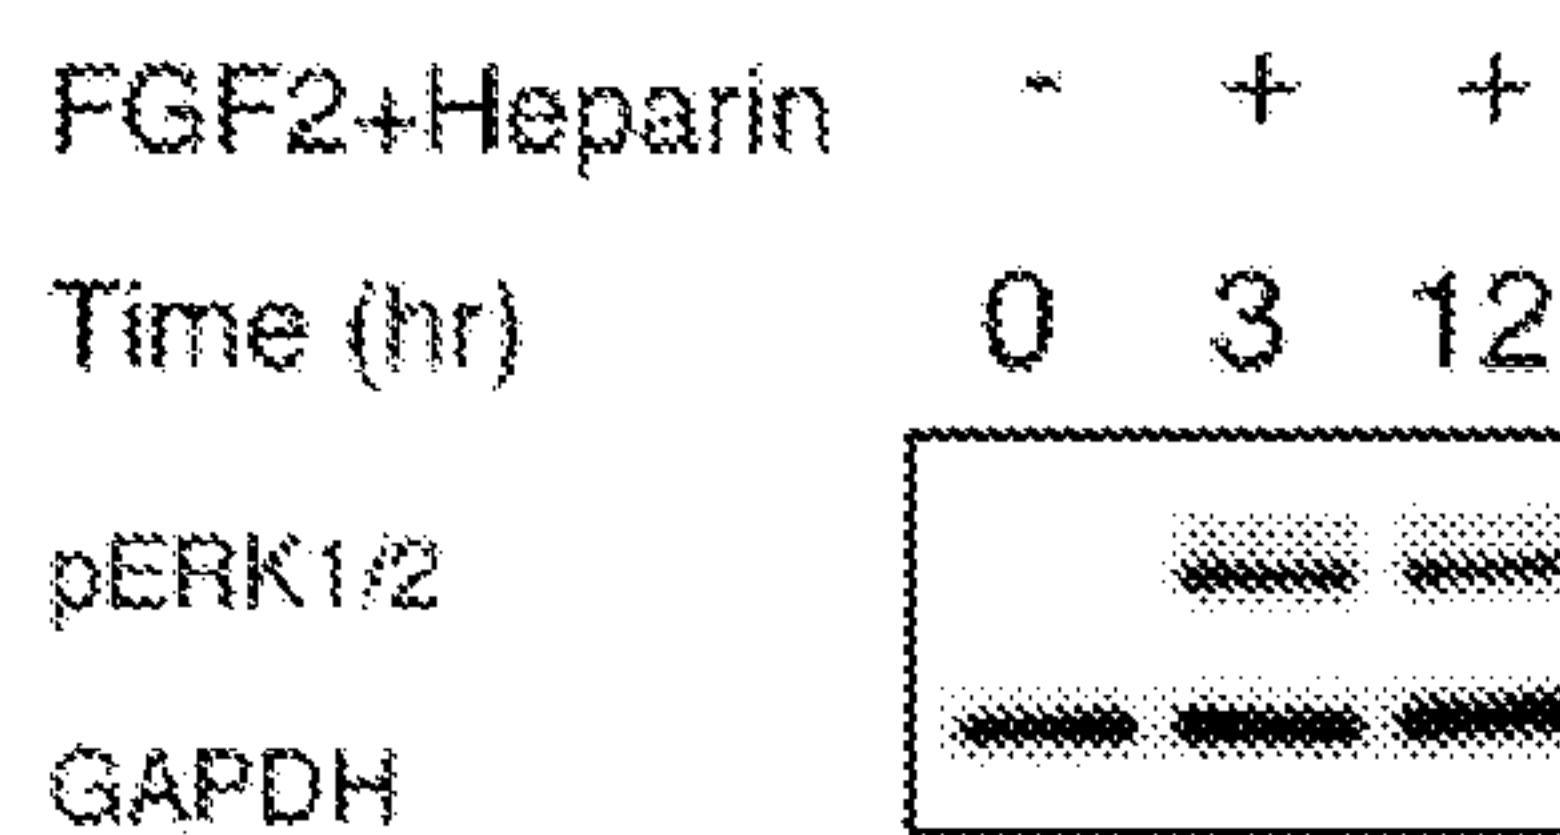 FGF2+Heparin - + +
Time (hr) 0 3 12
pERK1/2
GAPDH